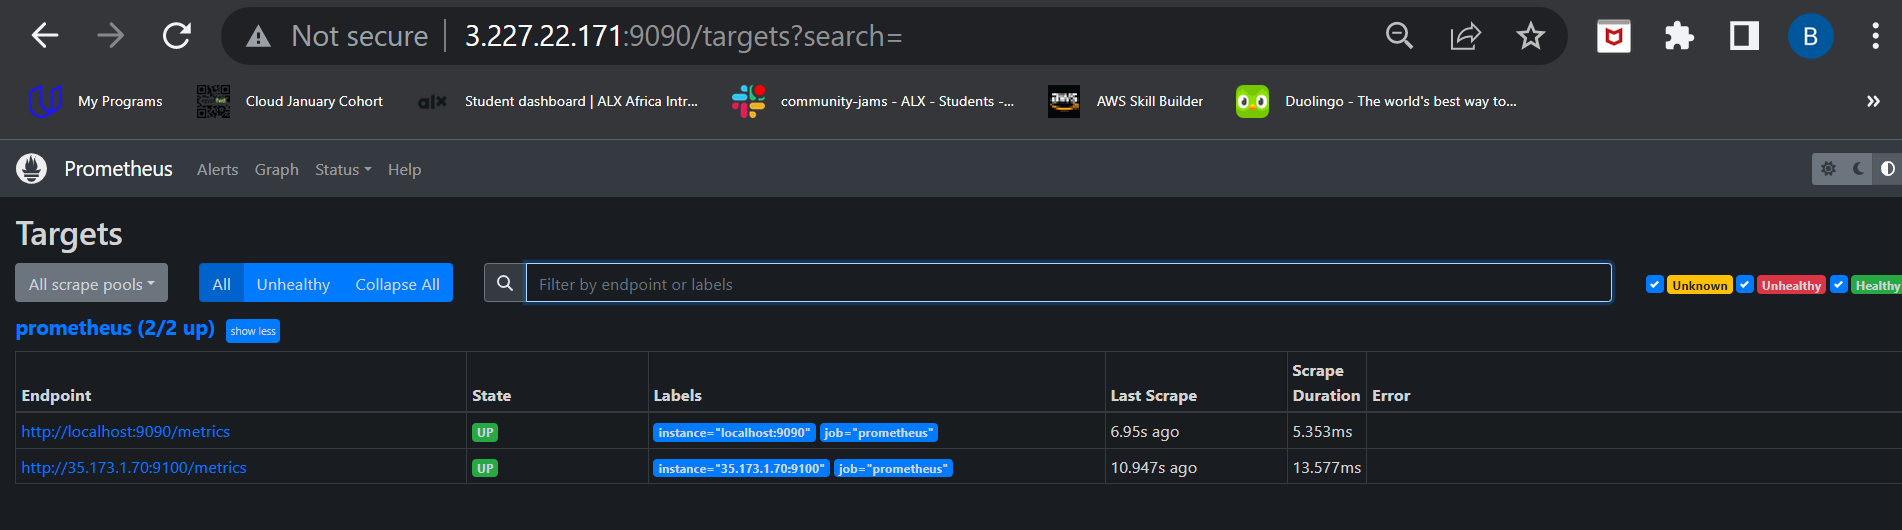 Not secure 3.227.22.171:9090/targets?search=
B
My Programs Cloud January Cohort alx Student dashboard | ALX Africa Intr... community-jams - ALX - Students -... aws AWS Skill Builder Duolingo - The world's best way to... »
Prometheus Alerts Graph Status Help
Targets
All scrape pools All Unhealthy Collapse All Filter by endpoint or labels Unknown Unhealthy Healthy
prometheus (2/2 up) show less
Endpoint State Labels Last Scrape Scrape Duration Error
http://localhost:9090/metrics UP instance="localhost:9090" job="prometheus" 6.95s ago 5.353ms
http://35.173.1.70:9100/metrics UP instance="35.173.1.70:9100" job="prometheus" 10.947s ago 13.577ms